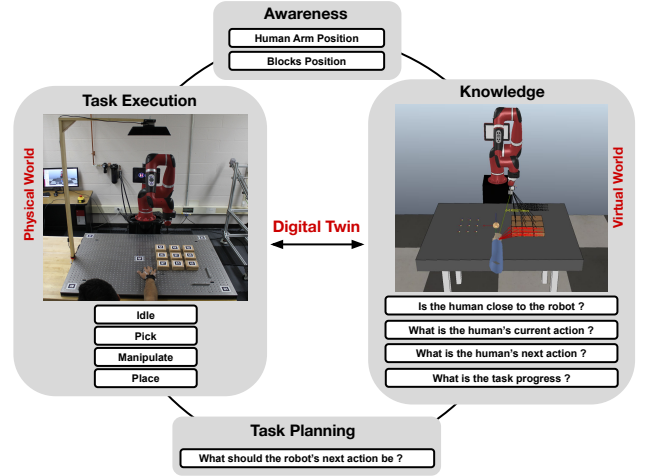 Awareness
Human Arm Position
Blocks Position
Task Execution
Physical World
Idle
Pick
Manipulate
Place
Digital Twin
Knowledge
Virtual World
Is the human close to the robot ?
What is the human's current action ?
What is the human's next action ?
What is the task progress ?
Task Planning
What should the robot's next action be ?